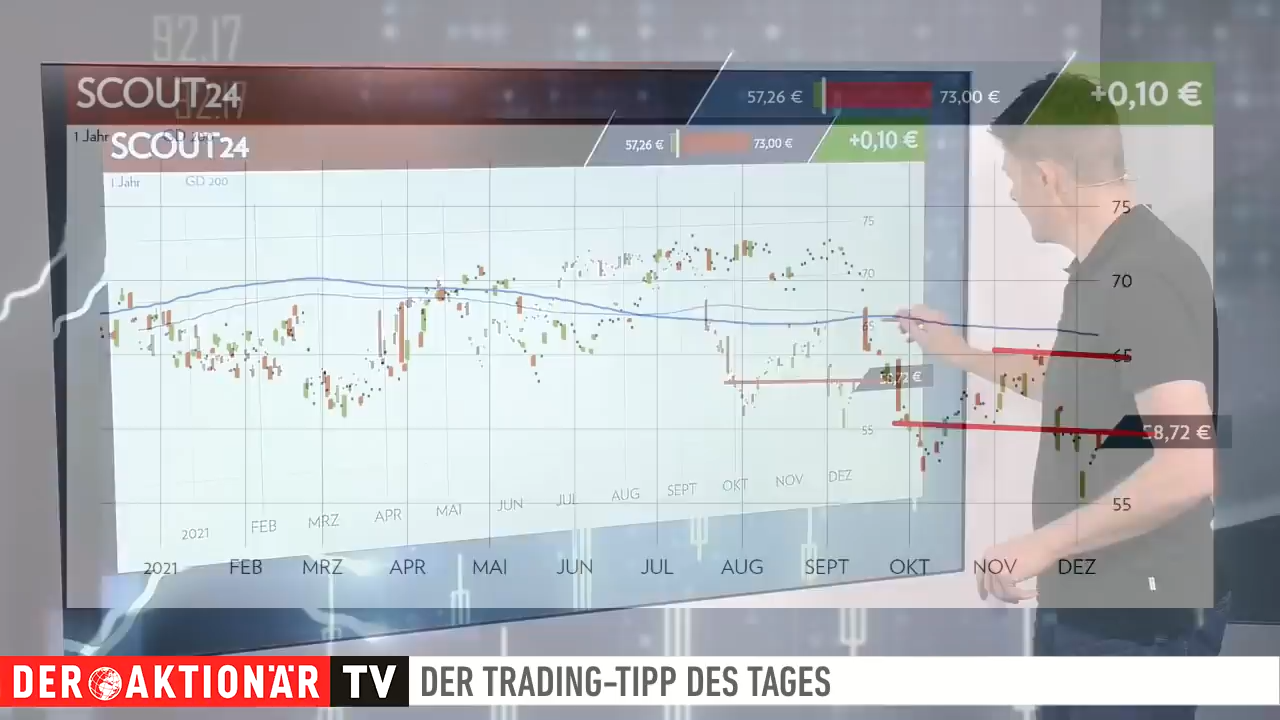 92.17
SCOUT24
57,26 €
73,00 €
+0,10 €
1 Jahr
SCOUT24
57,26 €
73,00 €
+0,10 €
1 Jahr
GD 200
75
75
70
70
65
65
58,72 €
58,72 €
55
55
2021 FEB MRZ APR MAI JUN JUL AUG SEPT OKT NOV DEZ
2021 FEB MRZ APR MAI JUN JUL AUG SEPT OKT NOV DEZ
DER AKTIONÄR TV
DER TRADING-TIPP DES TAGES